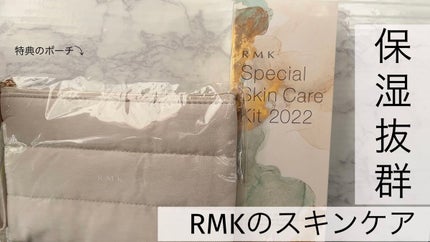 特典のポーチ
RMK
Special
Skin Care
Kit 2022
RMK
保湿抜群
RMKのスキンケア